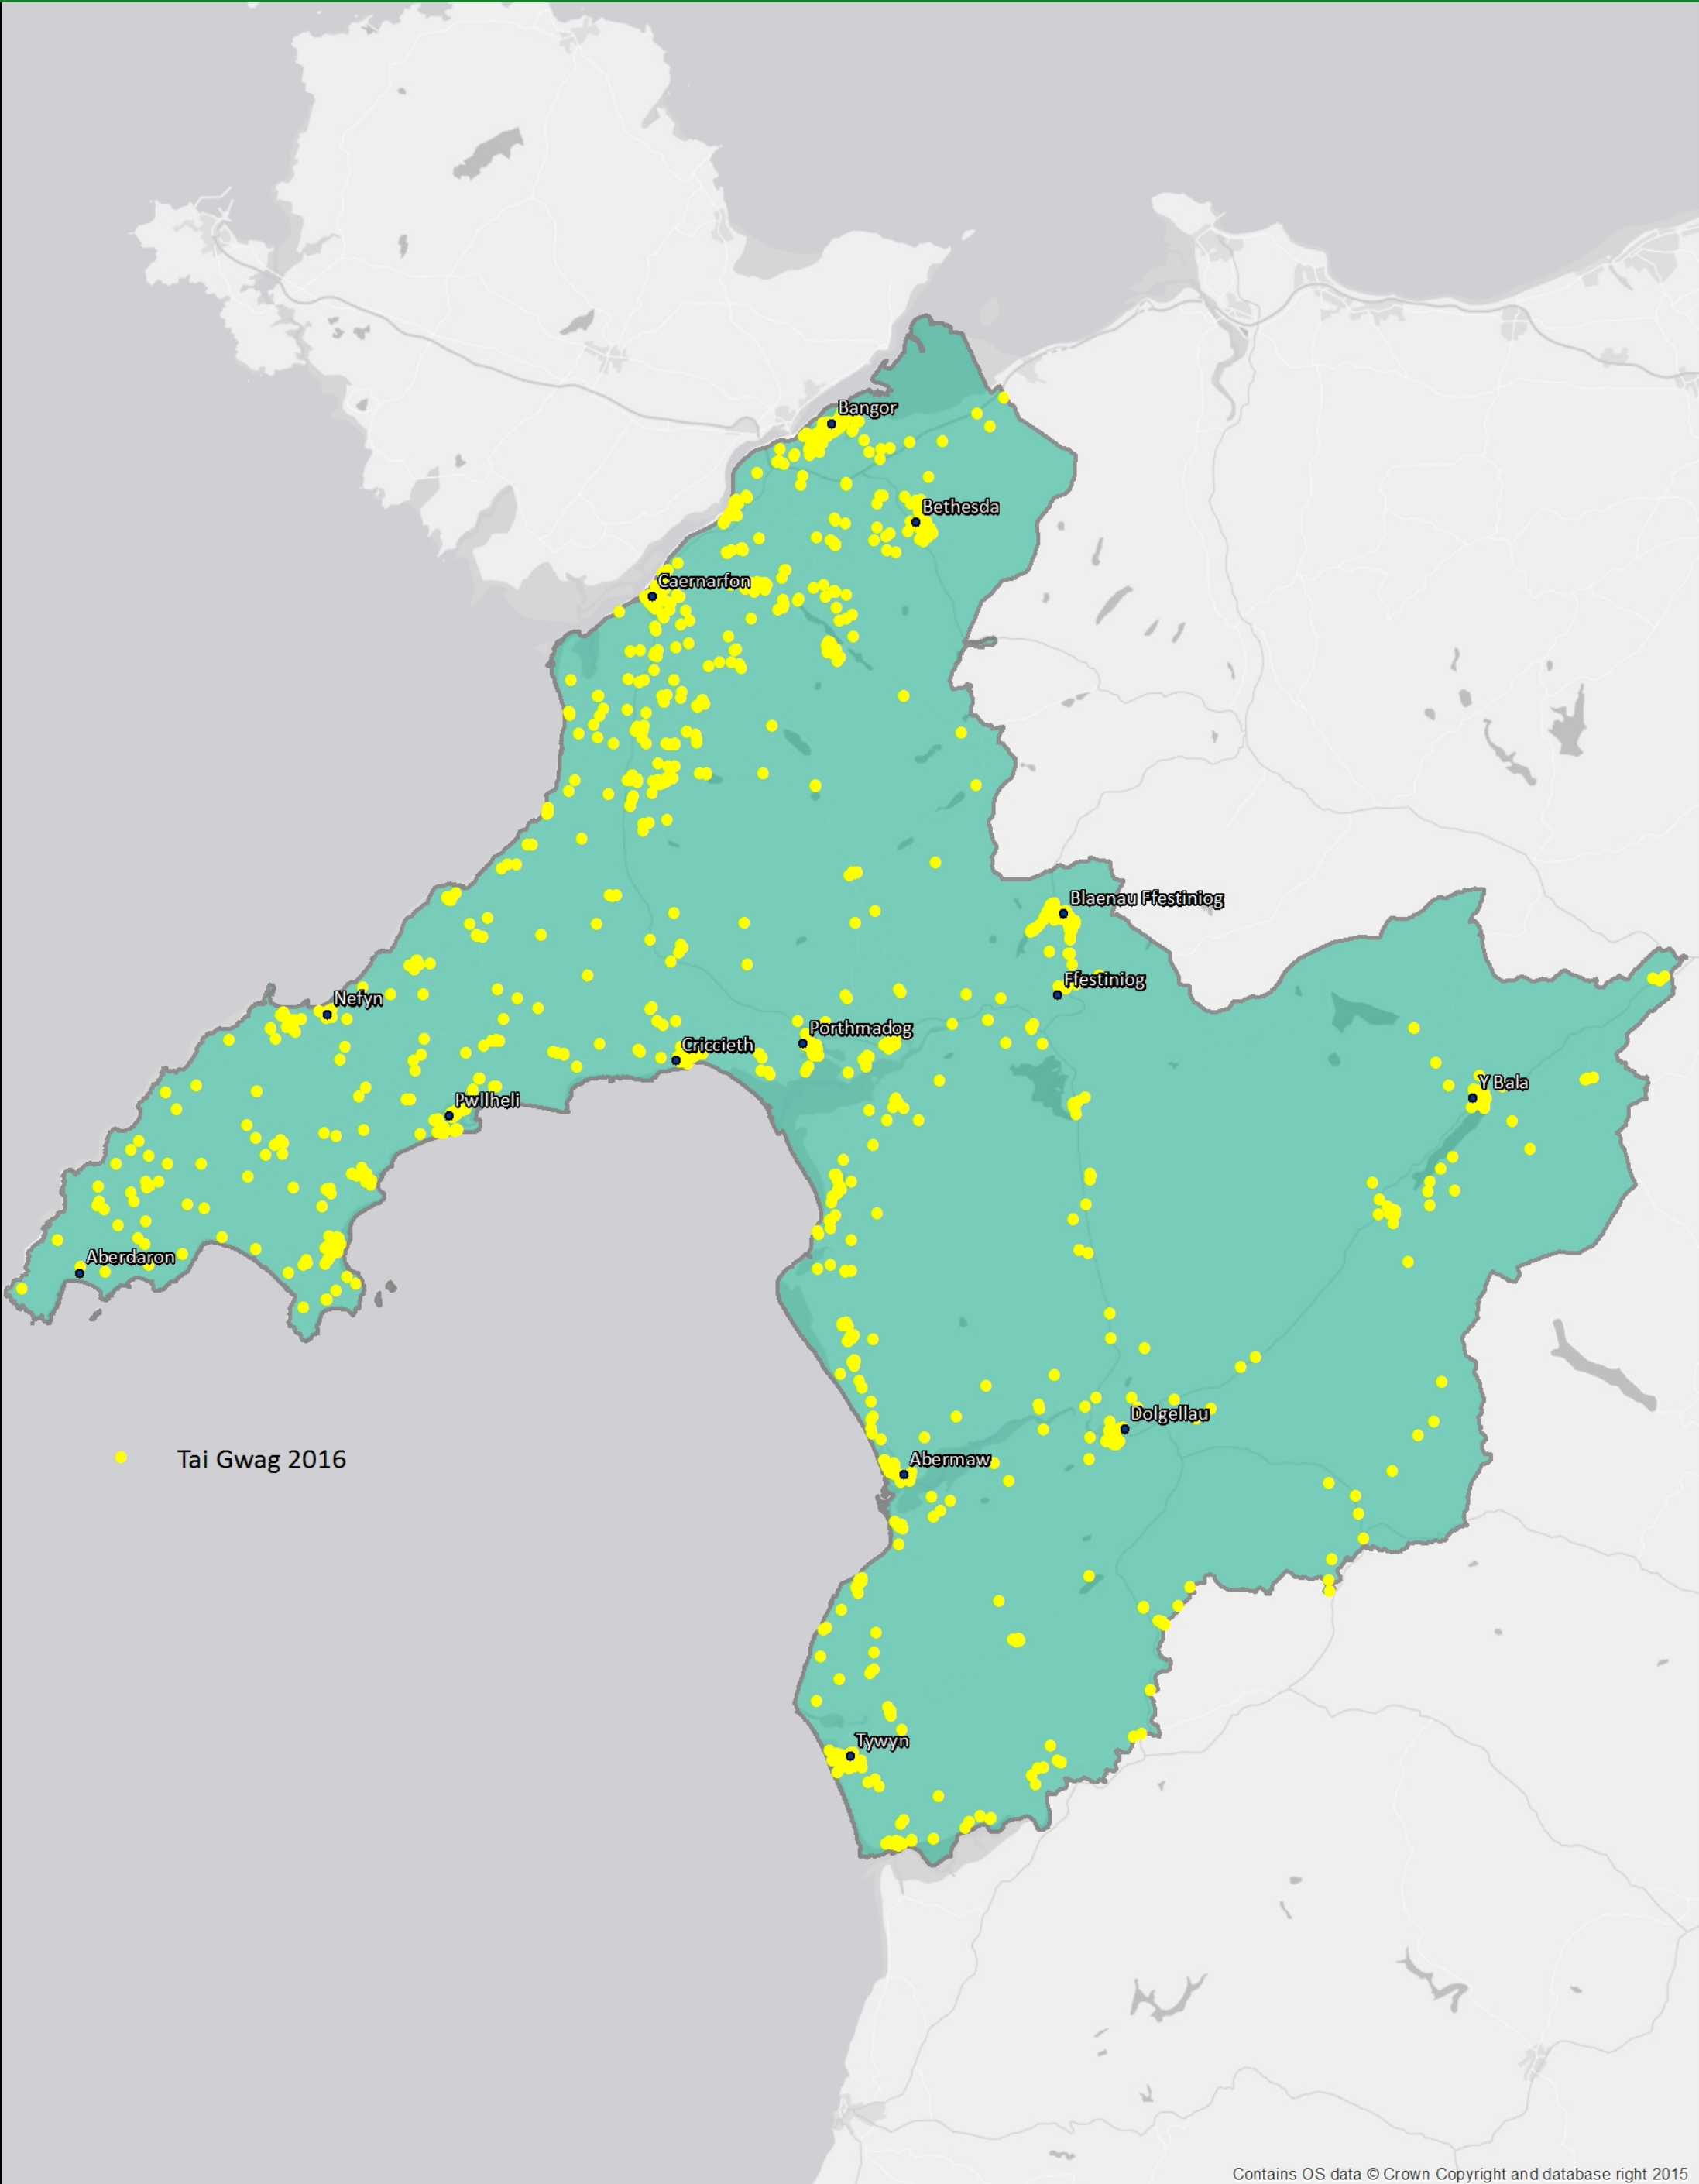 Bangor
Bethesda
Caernarfon
Blaenau Ffestiniog
Ffestiniog
Nefyn
Porthmadog
Criccieth
Y Bala
Pwllheli
Aberdaron
Dolgellau
Tai Gwag 2016
Abermaw
Tywyn
Contains OS data © Crown Copyright and database right 2015